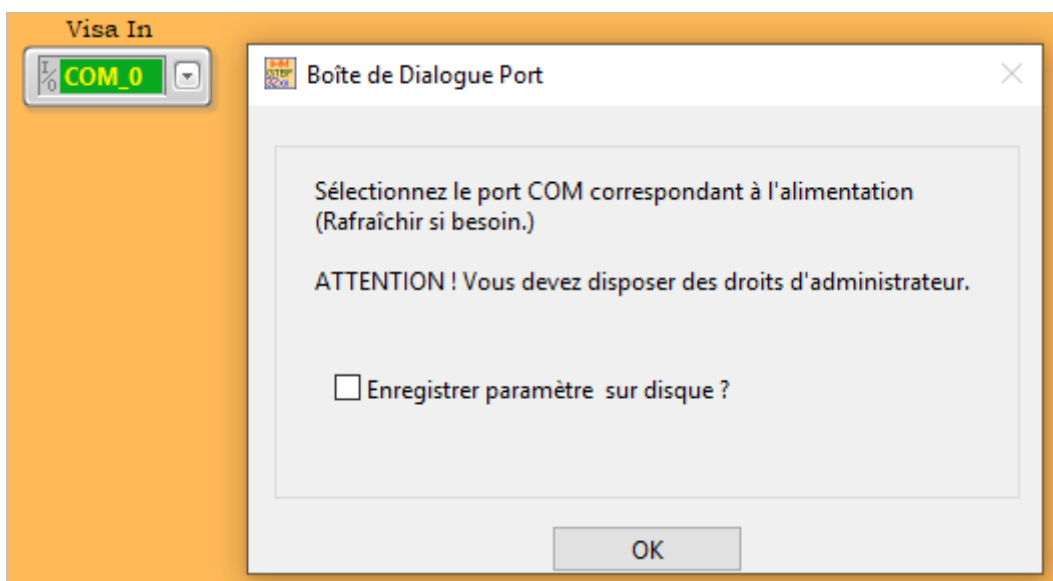 Visa In
I/O COM_0
Boîte de Dialogue Port
Sélectionnez le port COM correspondant à l'alimentation
(Rafraîchir si besoin.)
ATTENTION ! Vous devez disposer des droits d'administrateur.
Enregistrer paramètre  sur disque ?
OK